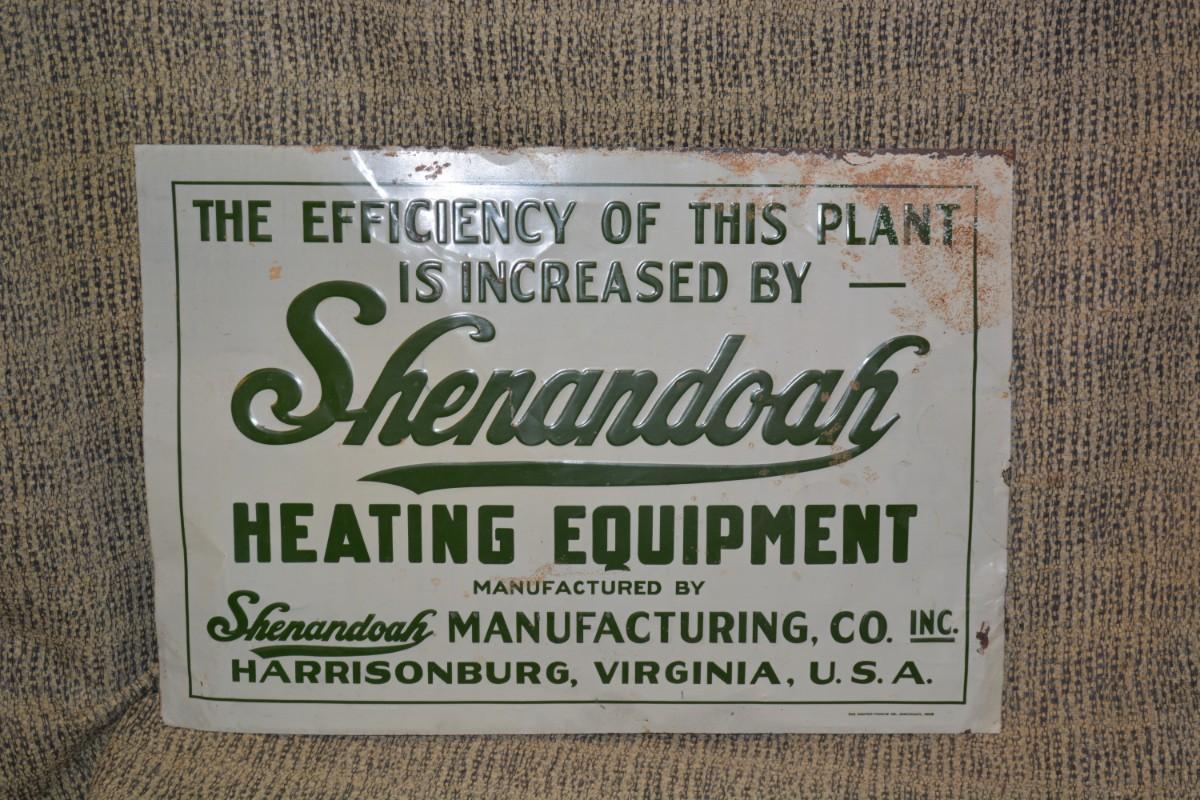 THE EFFICIENCY OF THIS PLANT
IS INCREASED BY —
Shenandoah
HEATING EQUIPMENT
MANUFACTURED BY
Shenandoah MANUFACTURING, CO. INC.
HARRISONBURG, VIRGINIA, U.S.A.